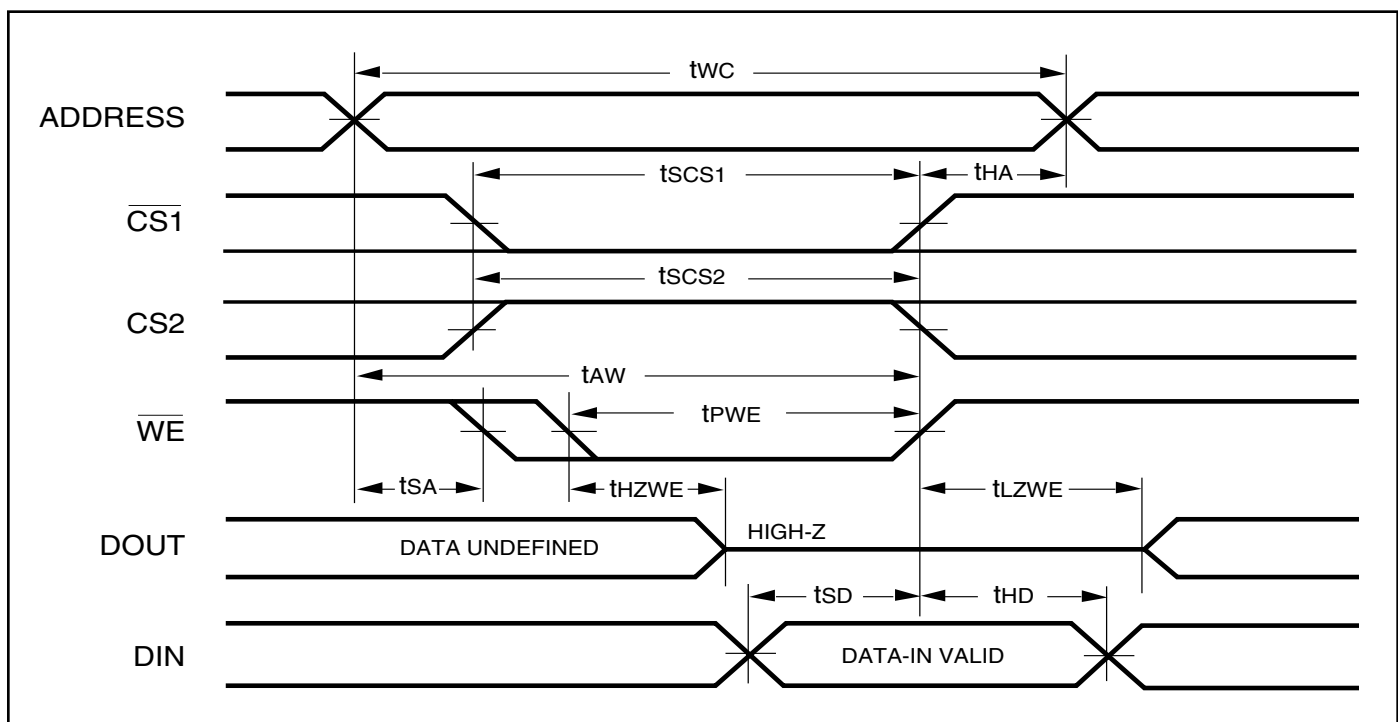 tWC
ADDRESS
tSCS1
tHA
CS1
tSCS2
CS2
tAW
tPWE
WE
tSA
tHZWE
tLZWE
DOUT
DATA UNDEFINED
HIGH-Z
tSD
tHD
DIN
DATA-IN VALID